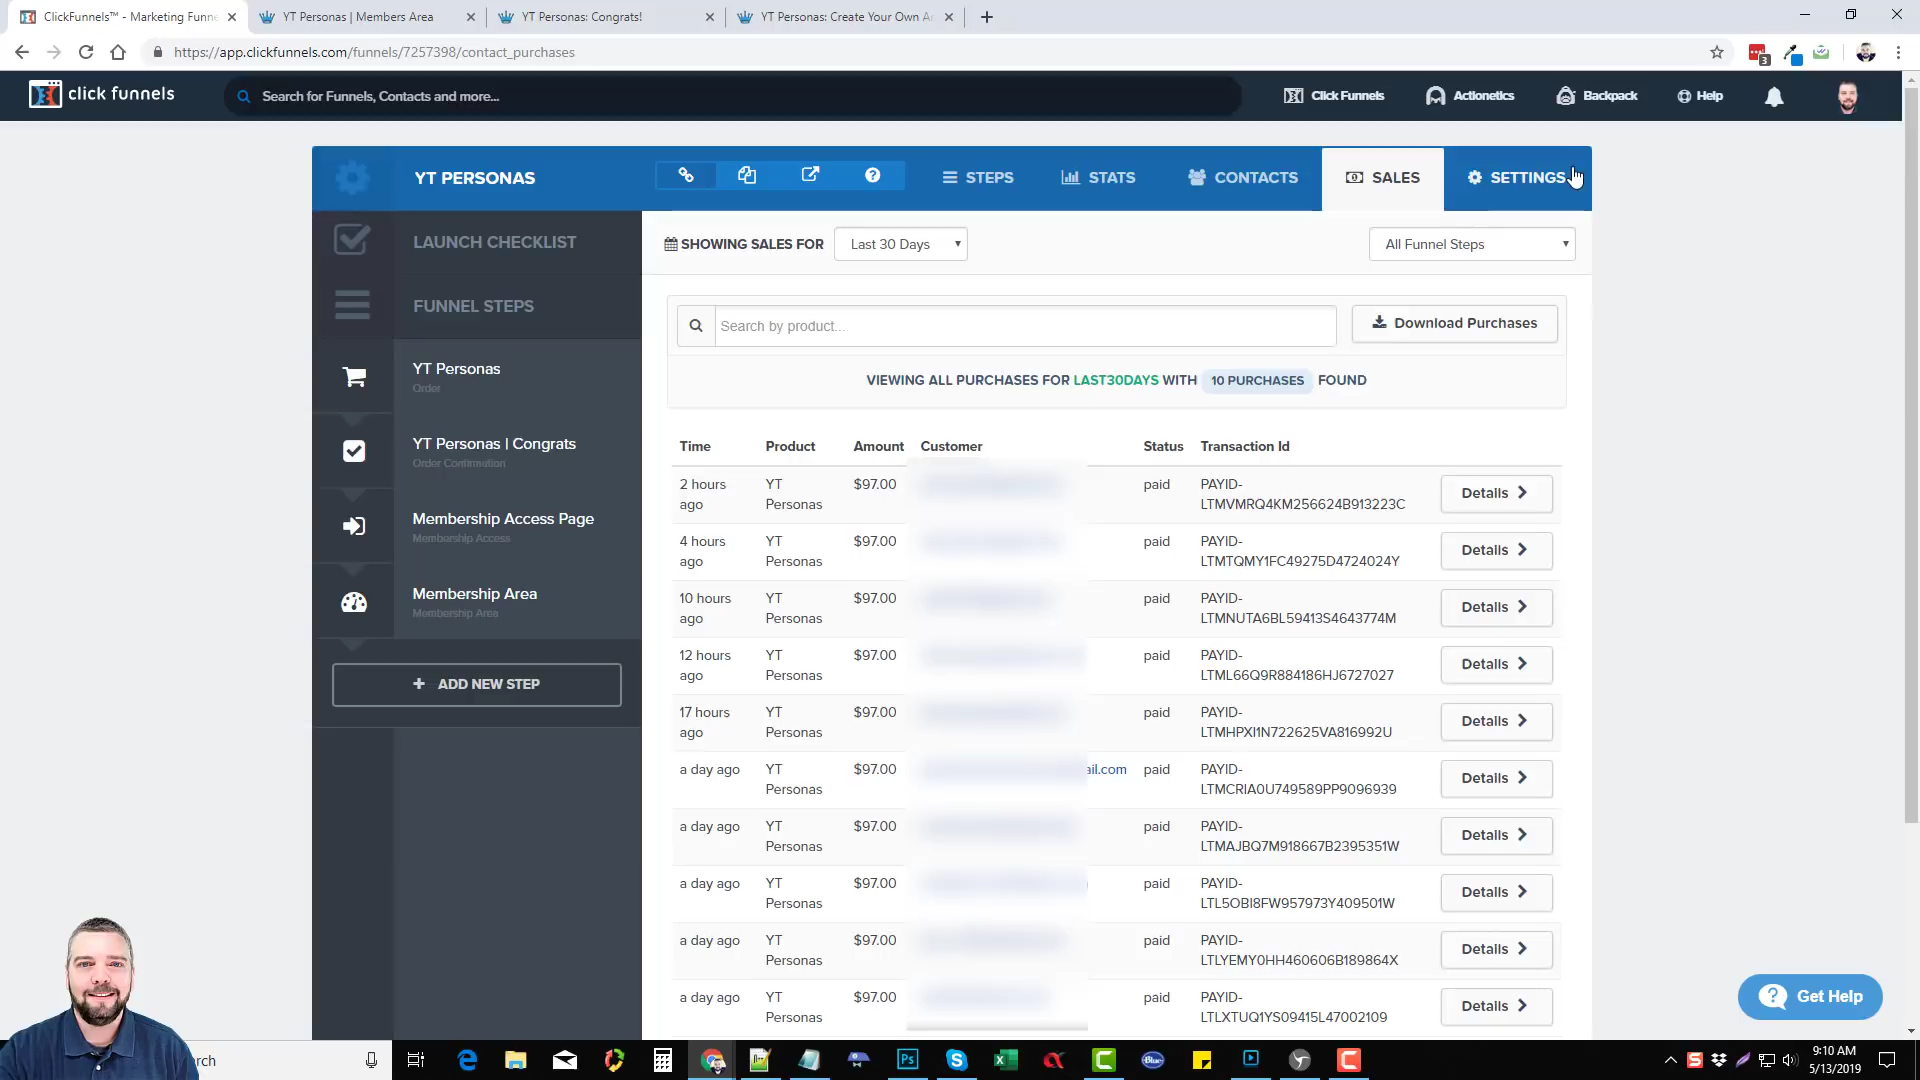 ClickFunnels™ - Marketing Funne
YT Personas | Members Area
YT Personas: Congrats!
YT Personas: Create Your Own A
https://app.clickfunnels.com/funnels/7257398/contact_purchases
3
click funnels
Search for Funnels, Contacts and more...
Click Funnels
Actionetics
Backpack
Help
YT PERSONAS
STEPS
STATS
CONTACTS
SALES
SETTINGS
LAUNCH CHECKLIST
FUNNEL STEPS
YT Personas
Order
YT Personas | Congrats
Order Confirmation
Membership Access Page
Membership Access
Membership Area
Membership Area
+ ADD NEW STEP
SHOWING SALES FOR
Last 30 Days
All Funnel Steps
Search by product...
Download Purchases
VIEWING ALL PURCHASES FOR LAST30DAYS WITH 10 PURCHASES FOUND
Time Product Amount Customer Status Transaction Id
2 hours YT $97.00 paid PAYID- Details
ago Personas LTMVMRQ4KM256624B913223C
4 hours YT $97.00 paid PAYID- Details
ago Personas LTMTQMY1FC49275D4724024Y
10 hours YT $97.00 paid PAYID- Details
ago Personas LTMNUTA6BL59413S4643774M
12 hours YT $97.00 paid PAYID- Details
ago Personas LTML66Q9R884186HJ6727027
17 hours YT $97.00 paid PAYID- Details
ago Personas LTMHPXI1N722625VA816992U
a day ago YT $97.00 ail.com paid PAYID- Details
Personas LTMCRIA0U749589PP9096939
a day ago YT $97.00 paid PAYID- Details
Personas LTMAJBQ7M918667B2395351W
a day ago YT $97.00 paid PAYID- Details
Personas LTL5OBI8FW957973Y409501W
a day ago YT $97.00 paid PAYID- Details
Personas LTLYEMY0HH460606B189864X
a day ago YT $97.00 paid PAYID- Details
Personas LTLXTUQ1YS09415L47002109
Get Help
rch
Ps
Blue
9:10 AM
5/13/2019